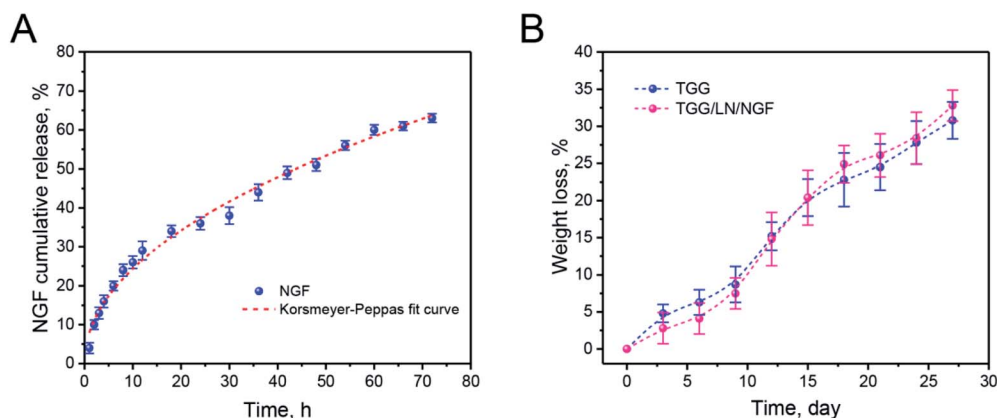 A
NGF cumulative release, %
80
70
60
50
40
30
20
10
0
NGF
Korsmeyer-Peppas fit curve
0 10 20 30 40 50 60 70 80
Time, h
B
Weight loss, %
40
35
30
25
20
15
10
5
0
TGG
TGG/LN/NGF
0 5 10 15 20 25 30
Time, day